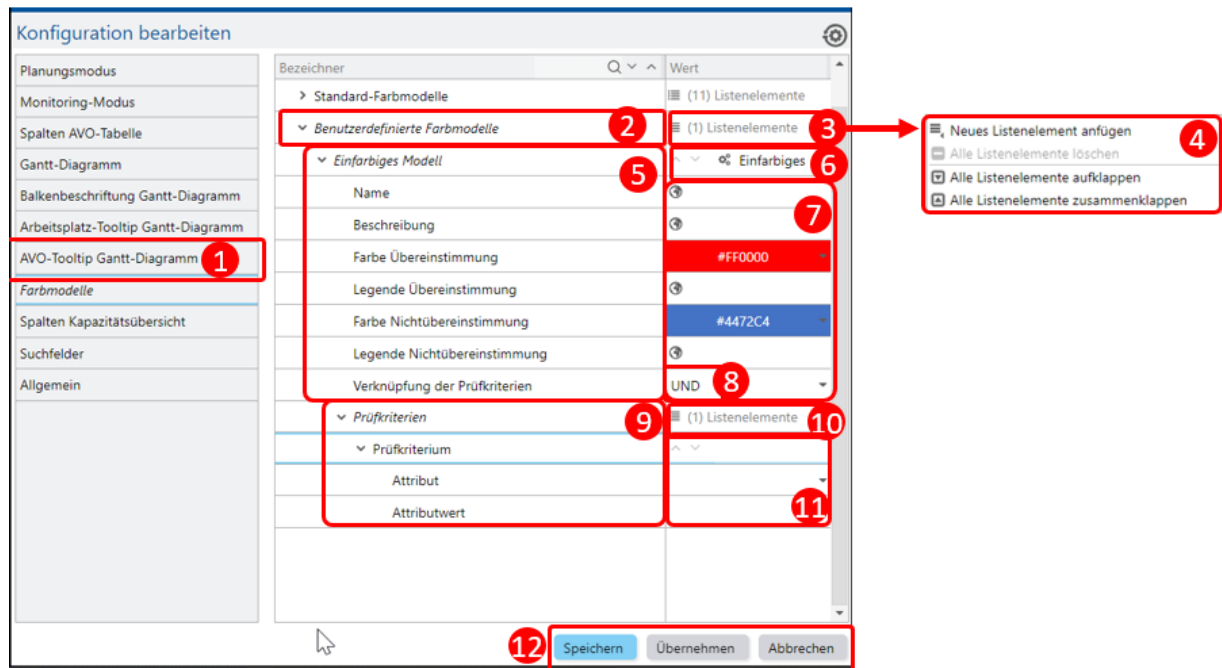 Konfiguration bearbeiten
Planungsmodus
Monitoring-Modus
Spalten AVO-Tabelle
Gantt-Diagramm
Balkenbeschriftung Gantt-Diagramm
Arbeitsplatz-Tooltip Gantt-Diagramm
AVO-Tooltip Gantt-Diagramm 1
Farbmodelle
Spalten Kapazitätsübersicht
Suchfelder
Allgemein
Bezeichner Wert
Standard-Farbmodelle (11) Listenelemente
Benutzerdefinierte Farbmodelle 2 (1) Listenelemente 3
Einfarbiges Modell 5 Einfarbiges 6
Name 7
Beschreibung
Farbe Übereinstimmung #FF0000
Legende Übereinstimmung
Farbe Nichtübereinstimmung #4472C4
Legende Nichtübereinstimmung
Verknüpfung der Prüfkriterien UND 8
Prüfkriterien 9 (1) Listenelemente 10
Prüfkriterium
Attribut
Attributwert 11
12 Speichern Übernehmen Abbrechen
Neues Listenelement anfügen 4
Alle Listenelemente löschen
Alle Listenelemente aufklappen
Alle Listenelemente zusammenklappen